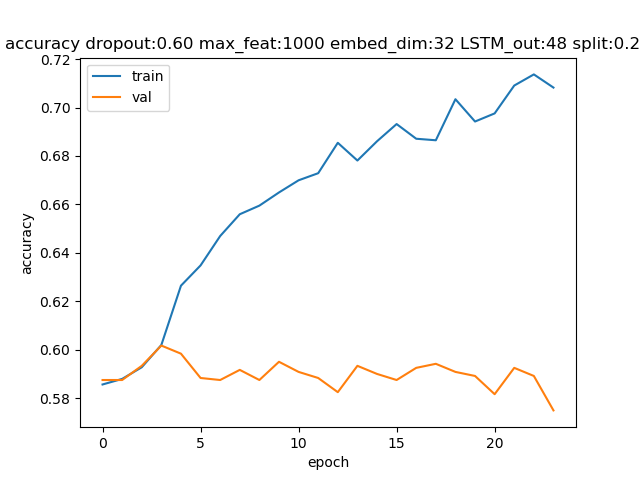 accuracy dropout:0.60 max_feat:1000 embed_dim:32 LSTM_out:48 split:0.2
0.72
train
val
0.70
0.68
0.66
0.64
0.62
0.60
0.58
accuracy
0 5 10 15 20
epoch